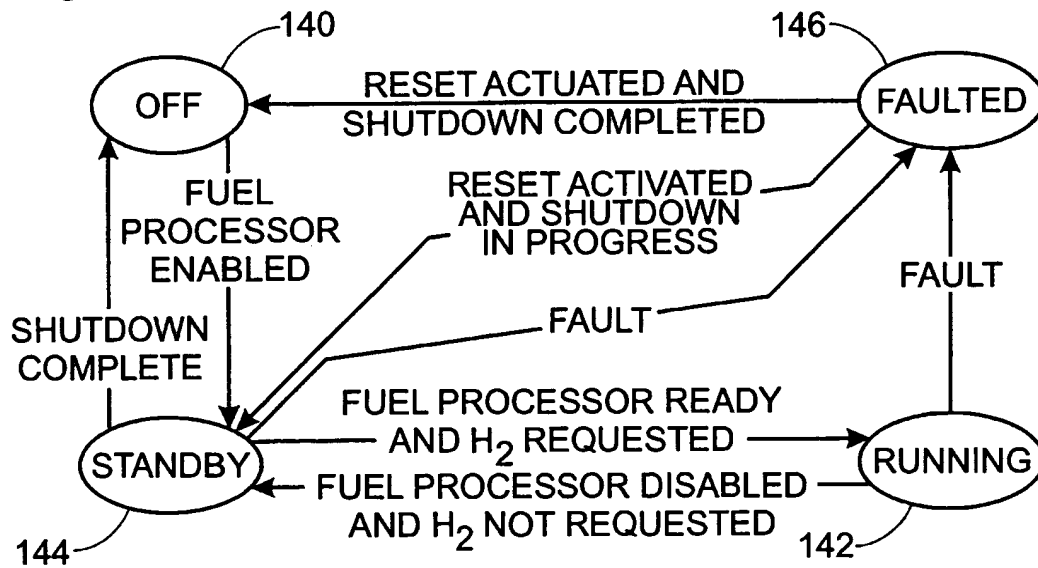 140
146
OFF
RESET ACTUATED AND
SHUTDOWN COMPLETED
FAULTED
FUEL
PROCESSOR
ENABLED
RESET ACTIVATED
AND SHUTDOWN
IN PROGRESS
FAULT
FAULT
SHUTDOWN
COMPLETE
FUEL PROCESSOR READY
AND H2 REQUESTED
STANDBY
RUNNING
FUEL PROCESSOR DISABLED
AND H2 NOT REQUESTED
144
142